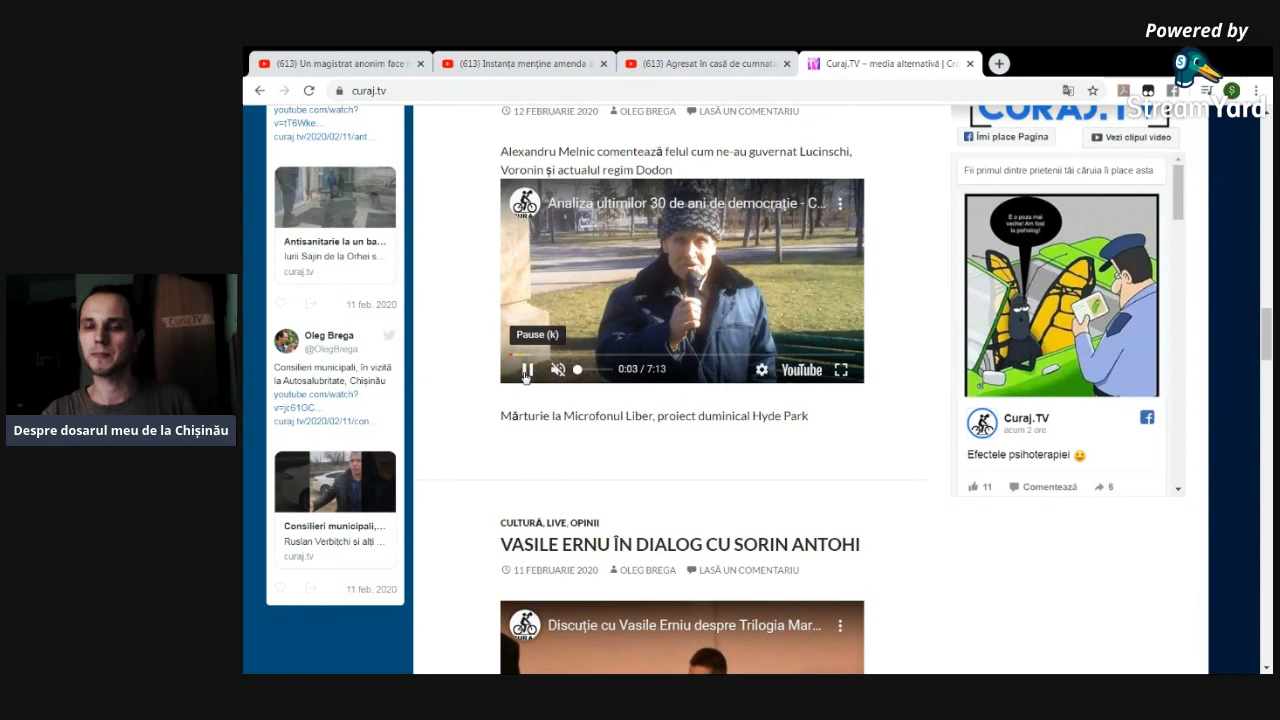 Powered by
StreamYard
(613) Un magistrat anonim face
(613) Instanța menține amenda a
(613) Agresat în casă de cumnata
Curaj.TV – media alternativă | Cro
curaj.tv
youtube.com/watch?
v=tT6Wke...
curaj.tv/2020/02/11/ant...
Antisanitarie la un ba...
Iurii Sajin de la Orhei s...
curaj.tv
11 feb. 2020
Oleg Brega
@OlegBrega
Consilieri municipali, în vizită
la Autosalubritate, Chișinău
youtube.com/watch?
v=jc61GC...
curaj.tv/2020/02/11/con...
Consilieri municipali,...
Ruslan Verbițchi și alți ...
curaj.tv
11 feb. 2020
12 FEBRUARIE 2020 OLEG BREGA LASĂ UN COMENTARIU
Alexandru Melnic comentează felul cum ne-au guvernat Lucinschi,
Voronin și actualul regim Dodon
Analiza ultimilor 30 de ani de democrație - C...
Pause (k)
0:03 / 7:13
YouTube
Mărturie la Microfonul Liber, proiect duminical Hyde Park
CULTURĂ, LIVE, OPINII
VASILE ERNU ÎN DIALOG CU SORIN ANTOHI
11 FEBRUARIE 2020 OLEG BREGA LASĂ UN COMENTARIU
Discuție cu Vasile Erniu despre Trilogia Mar...
CURAJ.TV
Îmi place Pagina
Vezi clipul video
Fii primul dintre prietenii tăi căruia îi place asta
E o poza mai
veche! Am fost
la psiholog!
Curaj.TV
acum 2 ore
Efectele psihoterapiei
11 Comentează 6
Curaj.TV
Despre dosarul meu de la Chișinău